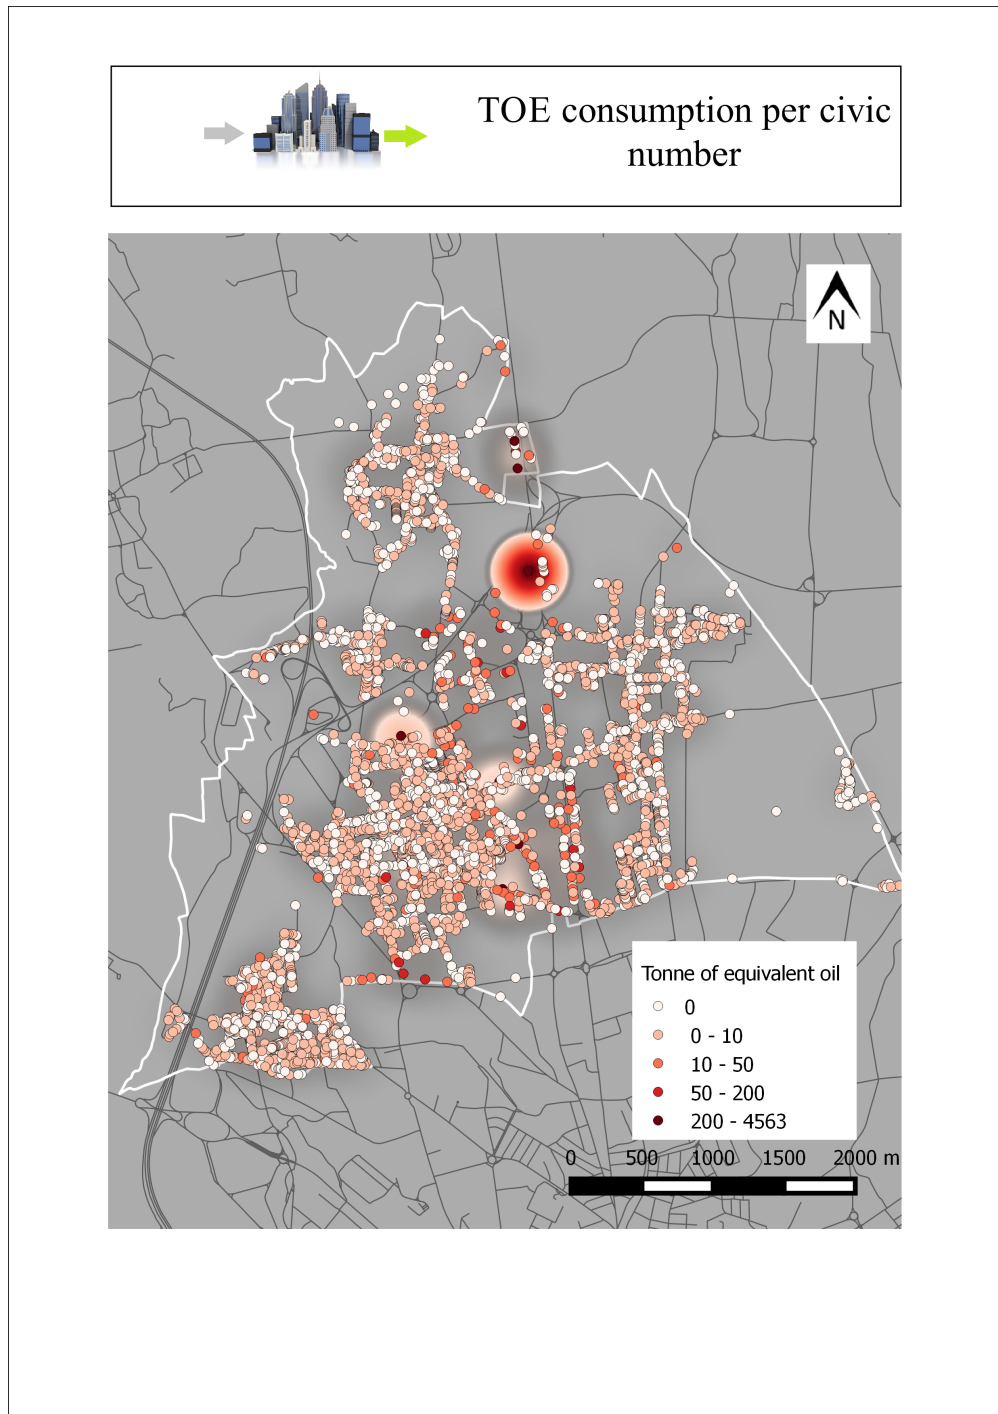 TOE consumption per civic
number
N
Tonne of equivalent oil
0
0 - 10
10 - 50
50 - 200
200 - 4563
0 500 1000 1500 2000 m